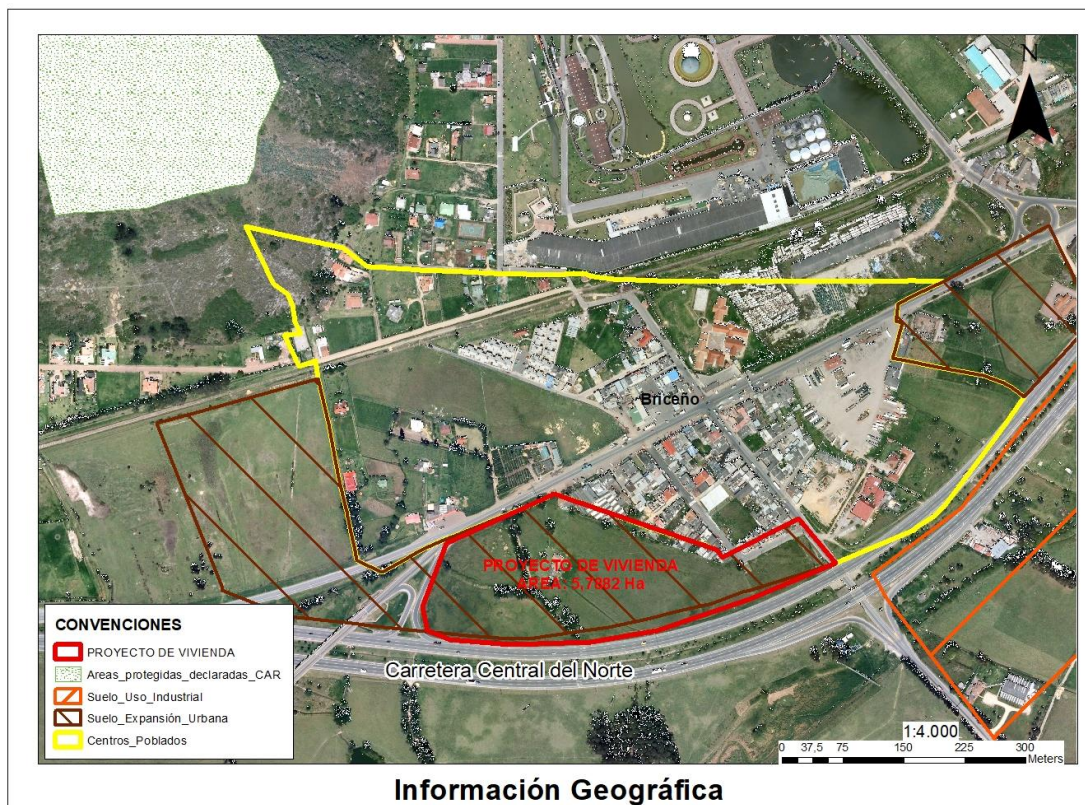 N
Briceño
PROYECTO DE VIVIENDA
AREA: 5,7882 Ha
Carretera Central del Norte
CONVENCIONES
PROYECTO DE VIVIENDA
Areas_protegidas_declaradas_CAR
Suelo_Uso_Industrial
Suelo_Expansión_Urbana
Centros_Poblados
1:4.000
0 37,5 75 150 225 300
Meters
Información Geográfica